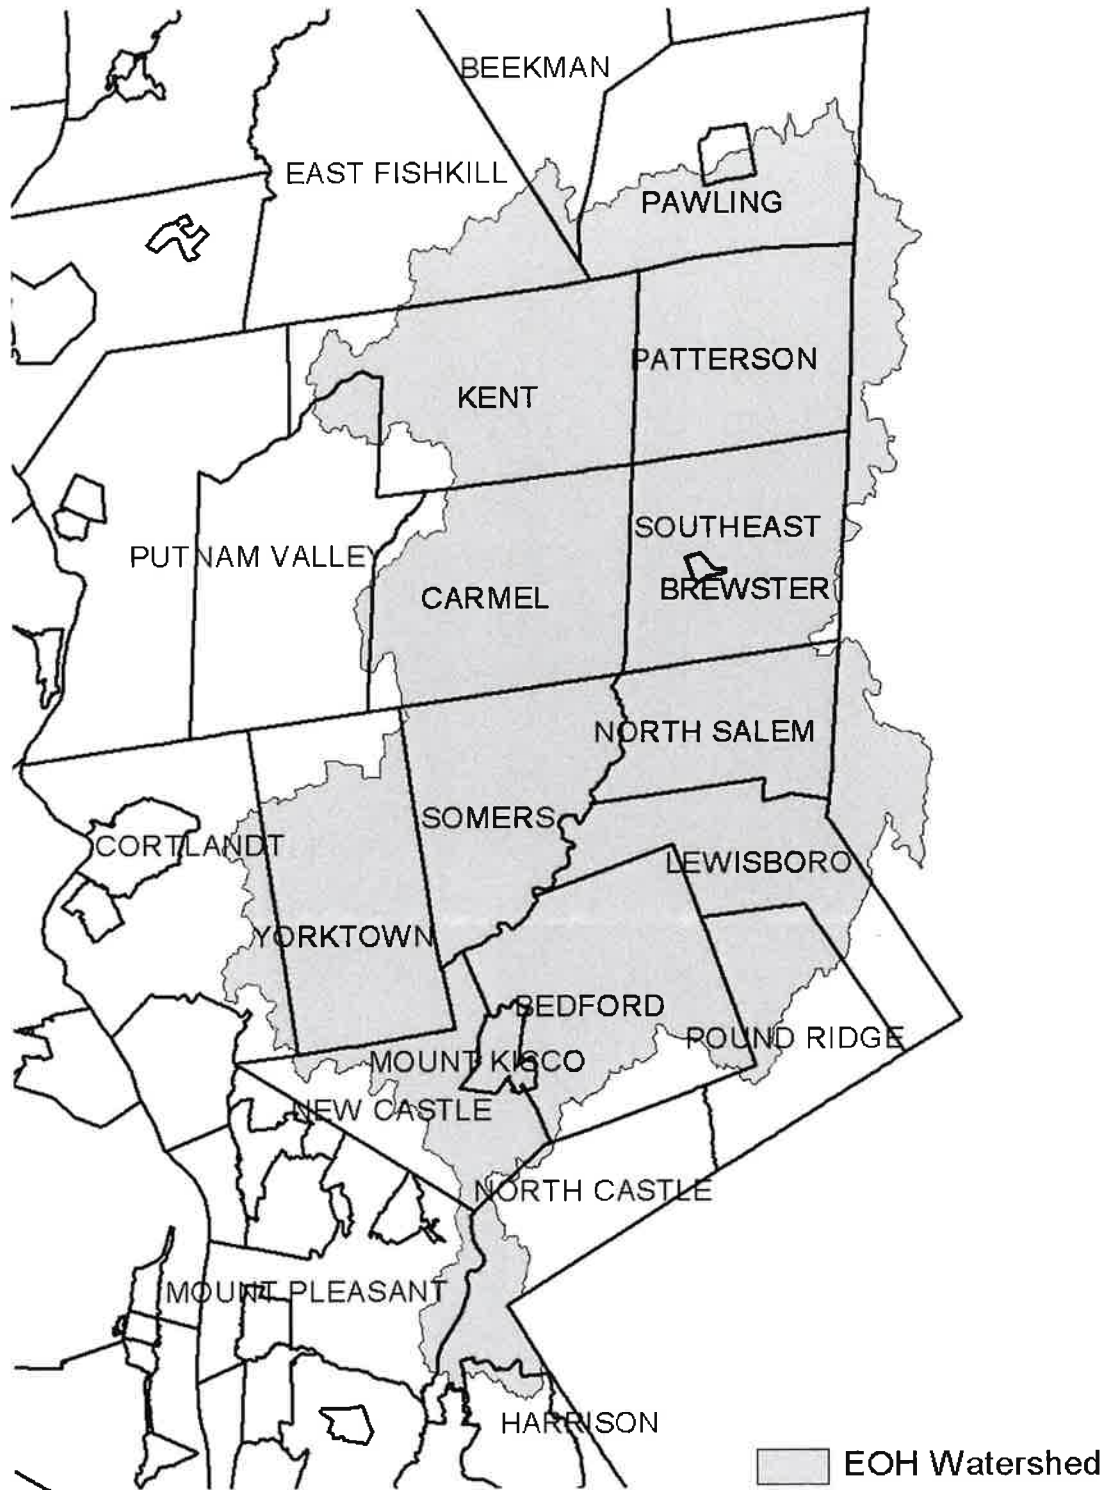 BEEKMAN
EAST FISHKILL
PAWLING
PATTERSON
KENT
SOUTHEAST
PUTNAM VALLEY
BREWSTER
CARMEL
NORTH SALEM
SOMERS
CORTLANDT
LEWISBORO
YORKTOWN
BEDFORD
POUND RIDGE
MOUNT KISCO
NEW CASTLE
NORTH CASTLE
MOUNT PLEASANT
HARRISON
EOH Watershed